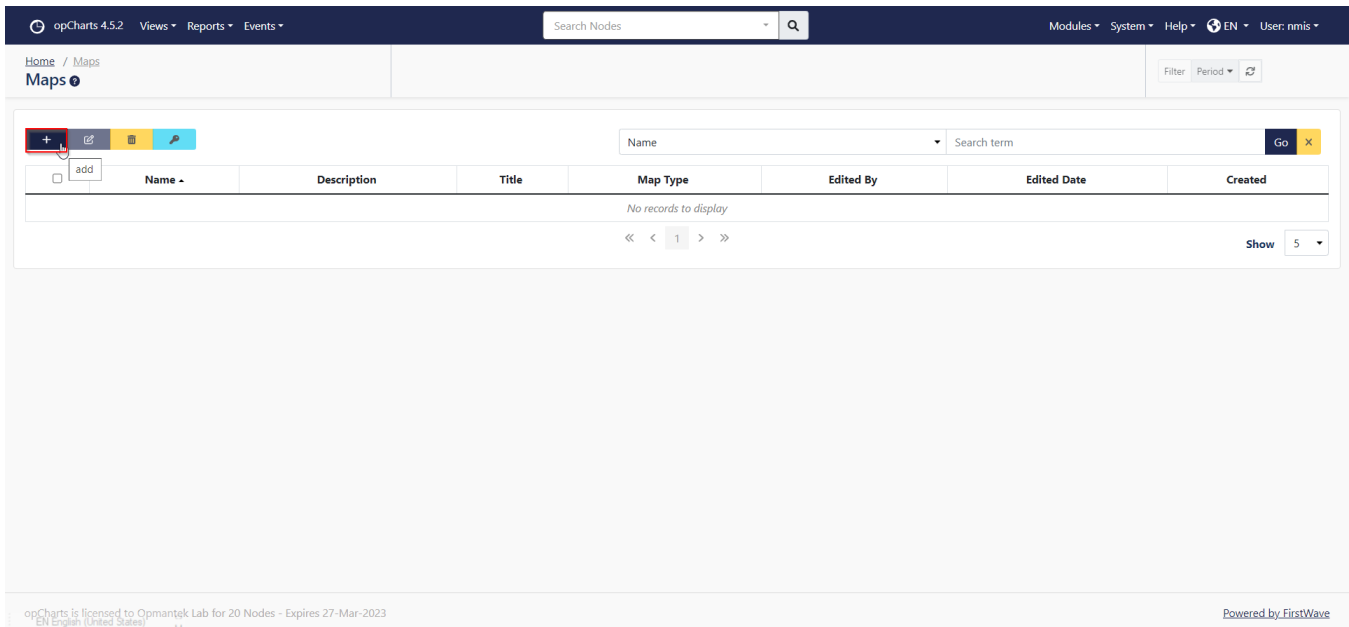 opCharts 4.5.2 Views Reports Events Search Nodes Modules System Help EN User: nmis
Home / Maps
Maps
Filter Period
Name Search term Go
add
Name Description Title Map Type Edited By Edited Date Created
No records to display
1
Show 5
opCharts is licensed to Opmantek Lab for 20 Nodes - Expires 27-Mar-2023 Powered by FirstWave
EN English (United States)